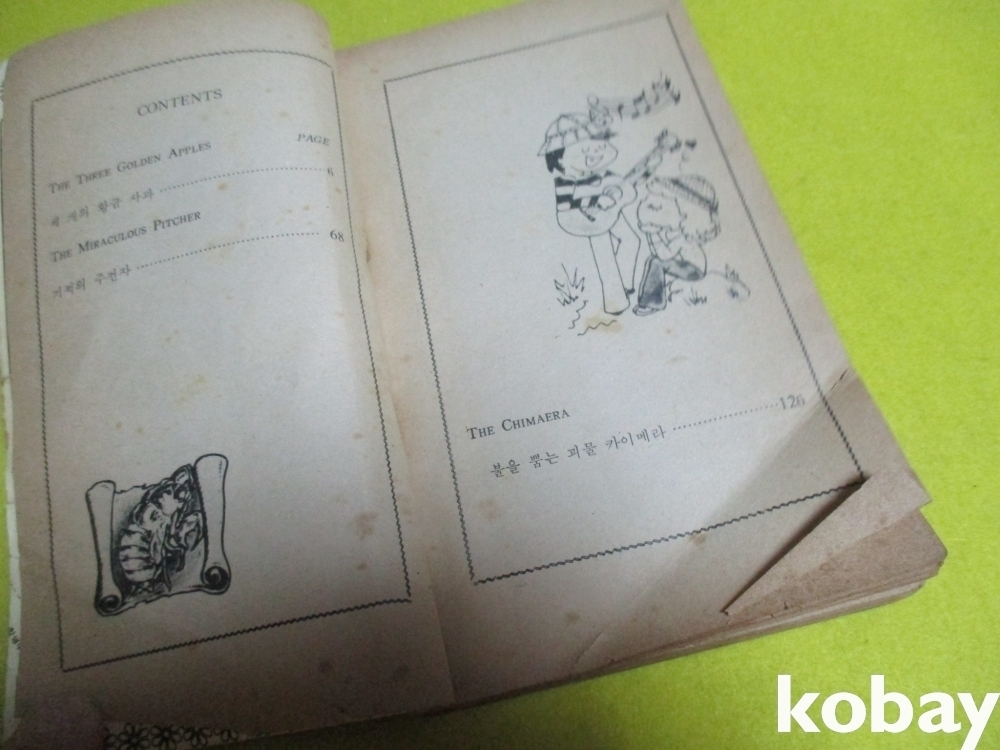 CONTENTS
PAGE
THE THREE GOLDEN APPLES
세 개의 황금 사과 ························ 6
THE MIRACULOUS PITCHER
기적의 주전자 ······························ 68
THE CHIMAERA
불을 뿜는 괴물 카이메라 ················ 126
kobay